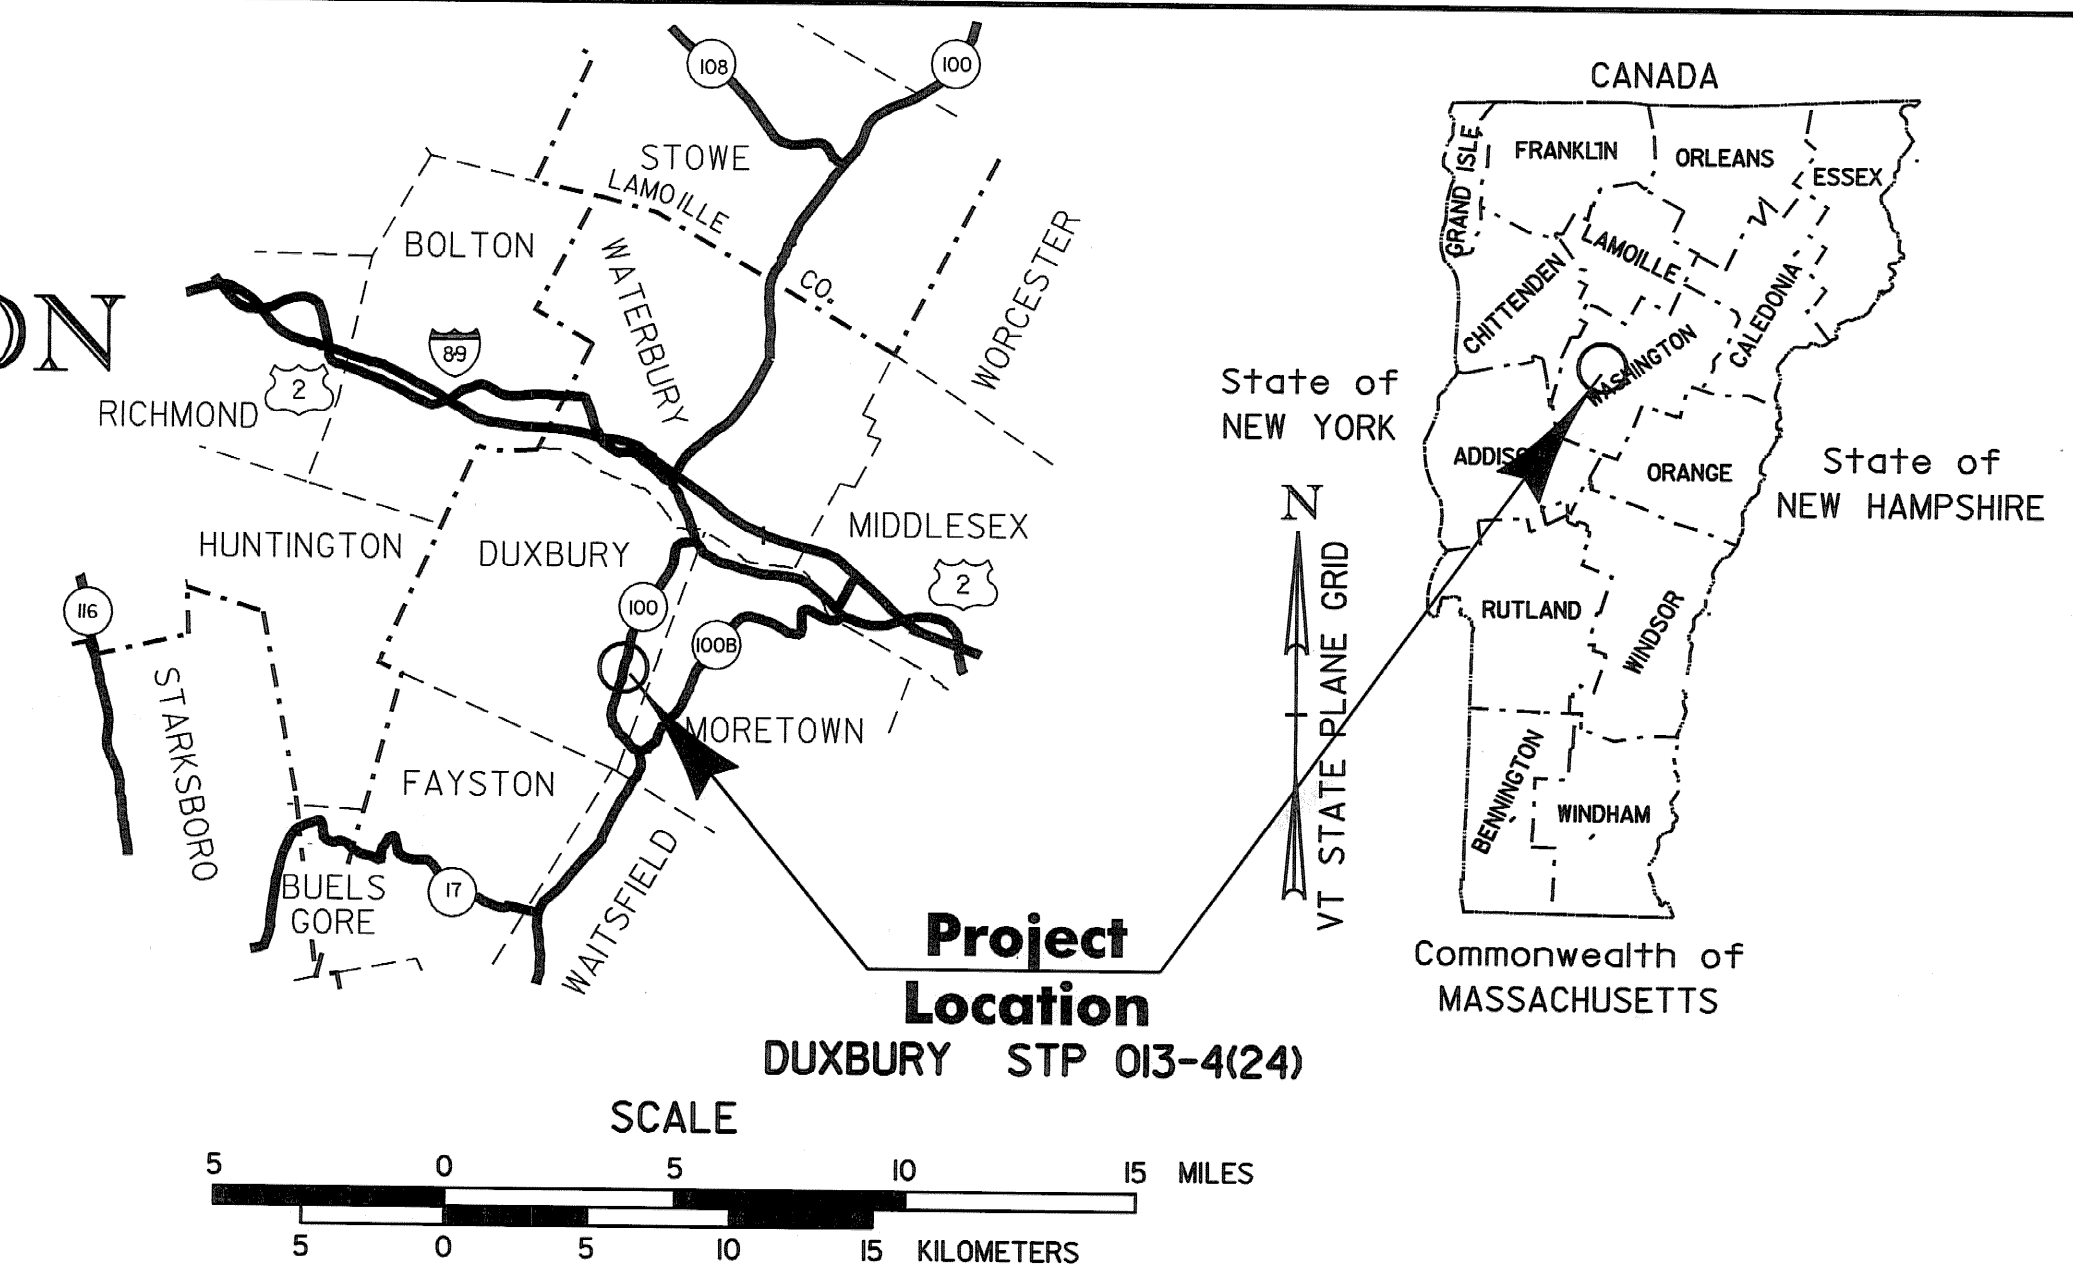 108
100
STOWE
LAMOILLE
CO.
BOLTON
WATERBURY
WORCESTER
ON
89
2
RICHMOND
HUNTINGTON
DUXBURY
MIDDLESEX
2
116
100
100B
STARKSBORO
MORETOWN
FAYSTON
BUELS
GORE
17
WAITSFIELD
CANADA
GRAND ISLE
FRANKLIN
ORLEANS
ESSEX
LAMOILLE
CHITTENDEN
CALEDONIA
WASHINGTON
State of
NEW YORK
ADDISO
ORANGE
State of
NEW HAMPSHIRE
N
VT STATE PLANE GRID
RUTLAND
WINDSOR
BENNINGTON
WINDHAM
Commonwealth of
MASSACHUSETTS
Project
Location
DUXBURY STP 013-4(24)
SCALE
5 0 5 10 15 MILES
5 0 5 10 15 KILOMETERS